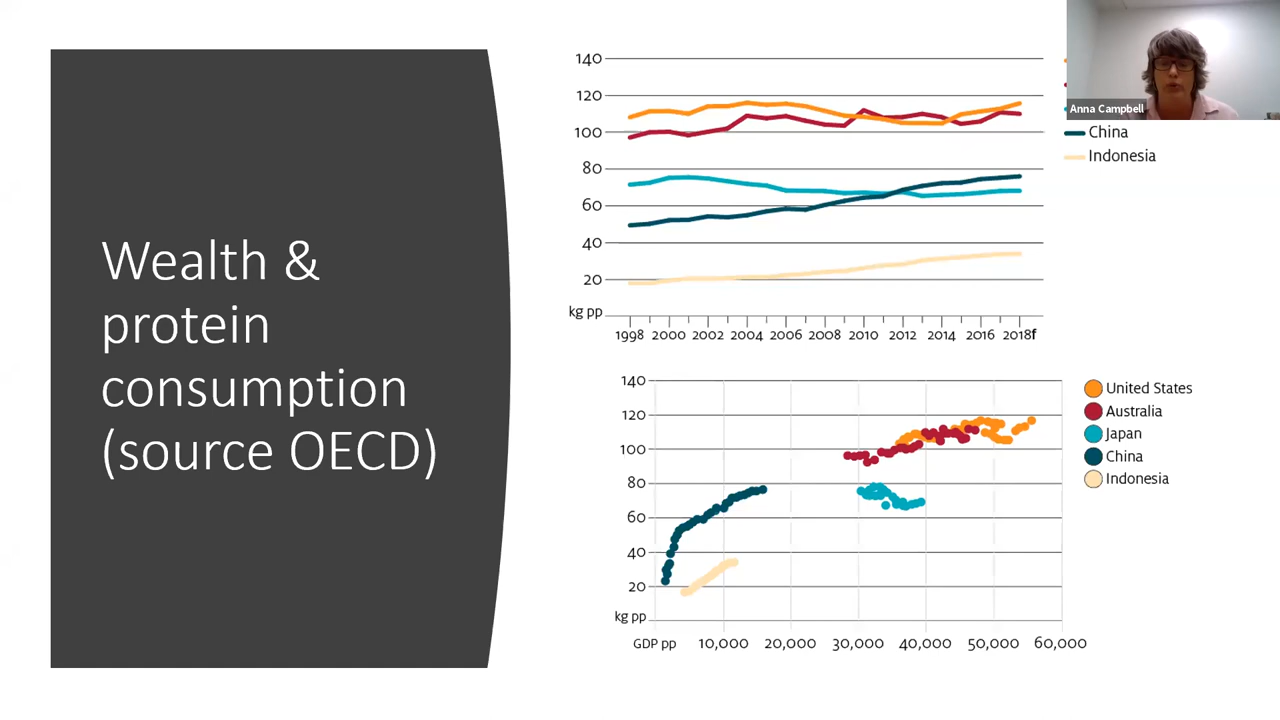 Wealth &
protein
consumption
(source OECD)
140
120
100
80
60
40
20
kg pp
1998 2000 2002 2004 2006 2008 2010 2012 2014 2016 2018f
Anna Campbell
China
Indonesia
140
120
100
80
60
40
20
kg pp
GDP pp 10,000 20,000 30,000 40,000 50,000 60,000
United States
Australia
Japan
China
Indonesia